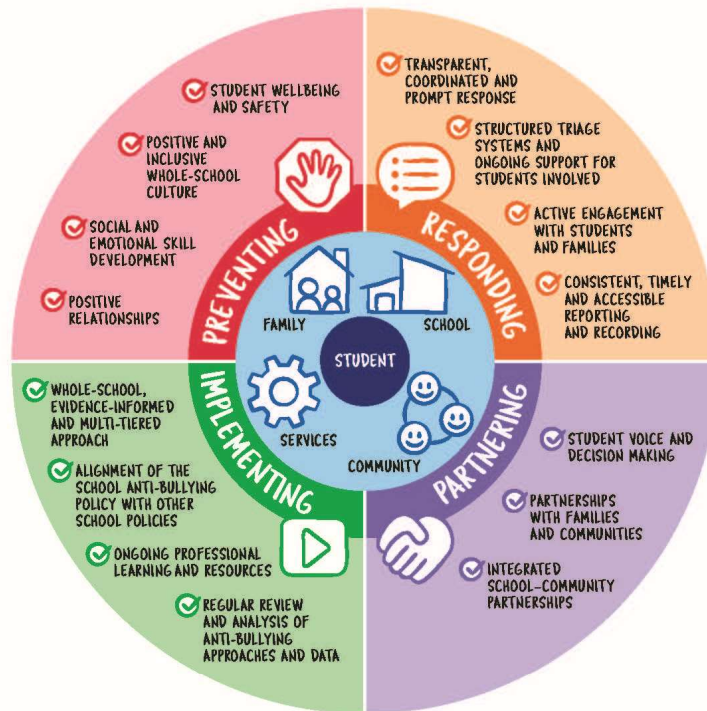 STUDENT WELLBEING
AND SAFETY
POSITIVE AND
INCLUSIVE
WHOLE-SCHOOL
CULTURE
SOCIAL AND
EMOTIONAL SKILL
DEVELOPMENT
POSITIVE
RELATIONSHIPS
PREVENTING
TRANSPARENT,
COORDINATED AND
PROMPT RESPONSE
STRUCTURED TRIAGE
SYSTEMS AND
ONGOING SUPPORT FOR
STUDENTS INVOLVED
ACTIVE ENGAGEMENT
WITH STUDENTS
AND FAMILIES
CONSISTENT, TIMELY
AND ACCESSIBLE
REPORTING
AND RECORDING
RESPONDING
FAMILY
SCHOOL
STUDENT
SERVICES
COMMUNITY
WHOLE-SCHOOL,
EVIDENCE-INFORMED
AND MULTI-TIERED
APPROACH
ALIGNMENT OF THE
SCHOOL ANTI-BULLYING
POLICY WITH OTHER
SCHOOL POLICIES
ONGOING PROFESSIONAL
LEARNING AND RESOURCES
REGULAR REVIEW
AND ANALYSIS OF
ANTI-BULLYING
APPROACHES AND DATA
IMPLEMENTING
STUDENT VOICE AND
DECISION MAKING
PARTNERSHIPS
WITH FAMILIES
AND COMMUNITIES
INTEGRATED
SCHOOL-COMMUNITY
PARTNERSHIPS
PARTNERING